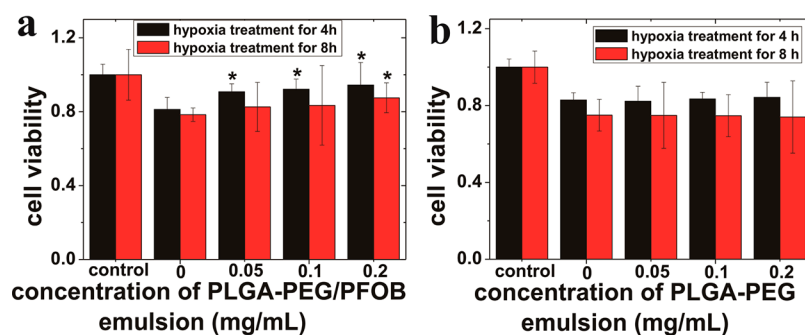 a
hypoxia treatment for 4h
hypoxia treatment for 8h
1.2
0.8
0.4
0.0
cell viability
*
*
*
*
control
0
0.05
0.1
0.2
concentration of PLGA-PEG/PFOB
emulsion (mg/mL)
b
hypoxia treatment for 4 h
hypoxia treatment for 8 h
1.2
0.8
0.4
0.0
cell viability
control
0
0.05
0.1
0.2
concentration of PLGA-PEG
emulsion (mg/mL)